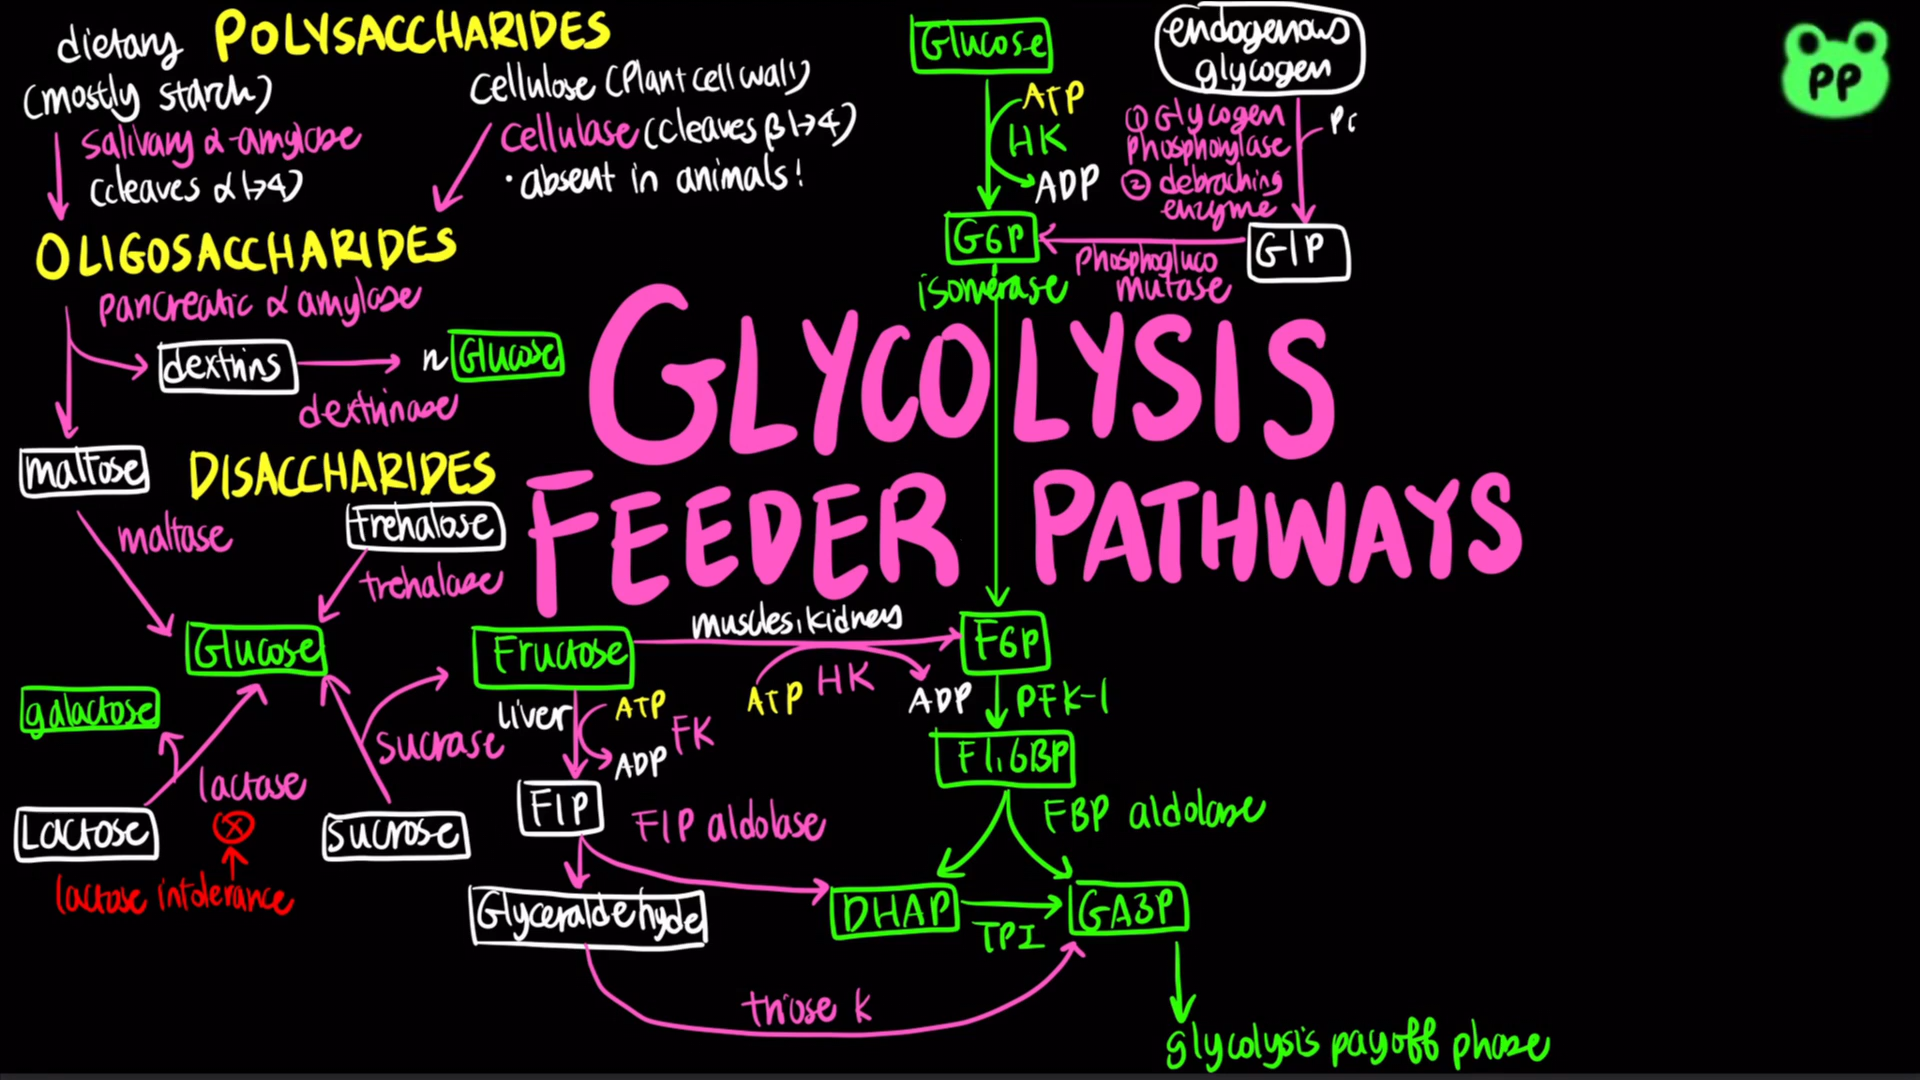 dietary POLYSACCHARIDES
(mostly starch)
salivary α-amylase
(cleaves α1→4)
cellulose (Plant cell wall)
cellulase (cleaves β1→4)
· absent in animals!
OLIGOSACCHARIDES
pancreatic α amylase
dextrins
n Glucose
dextrinase
maltose
DISACCHARIDES
maltase
trehalose
trehalase
Glucose
galactose
lactase
Lactose
lactose intolerance
sucrase
sucrose
Glucose
ATP
HK
ADP
endogenous
glycogen
① Glycogen
phosphorylase
② debraching
enzyme
G1P
phosphogluco
mutase
G6P
isomerase
GLYCOLYSIS
FEEDER PATHWAYS
Fructose
muscles, kidney
ATP HK ADP
F6P
liver
ATP
FK
ADP
PFK-1
F1P
F1,6BP
F1P aldolase
FBP aldolase
Glyceraldehyde
DHAP
TPI
GA3P
triose k
glycolysis payoff phase
PP